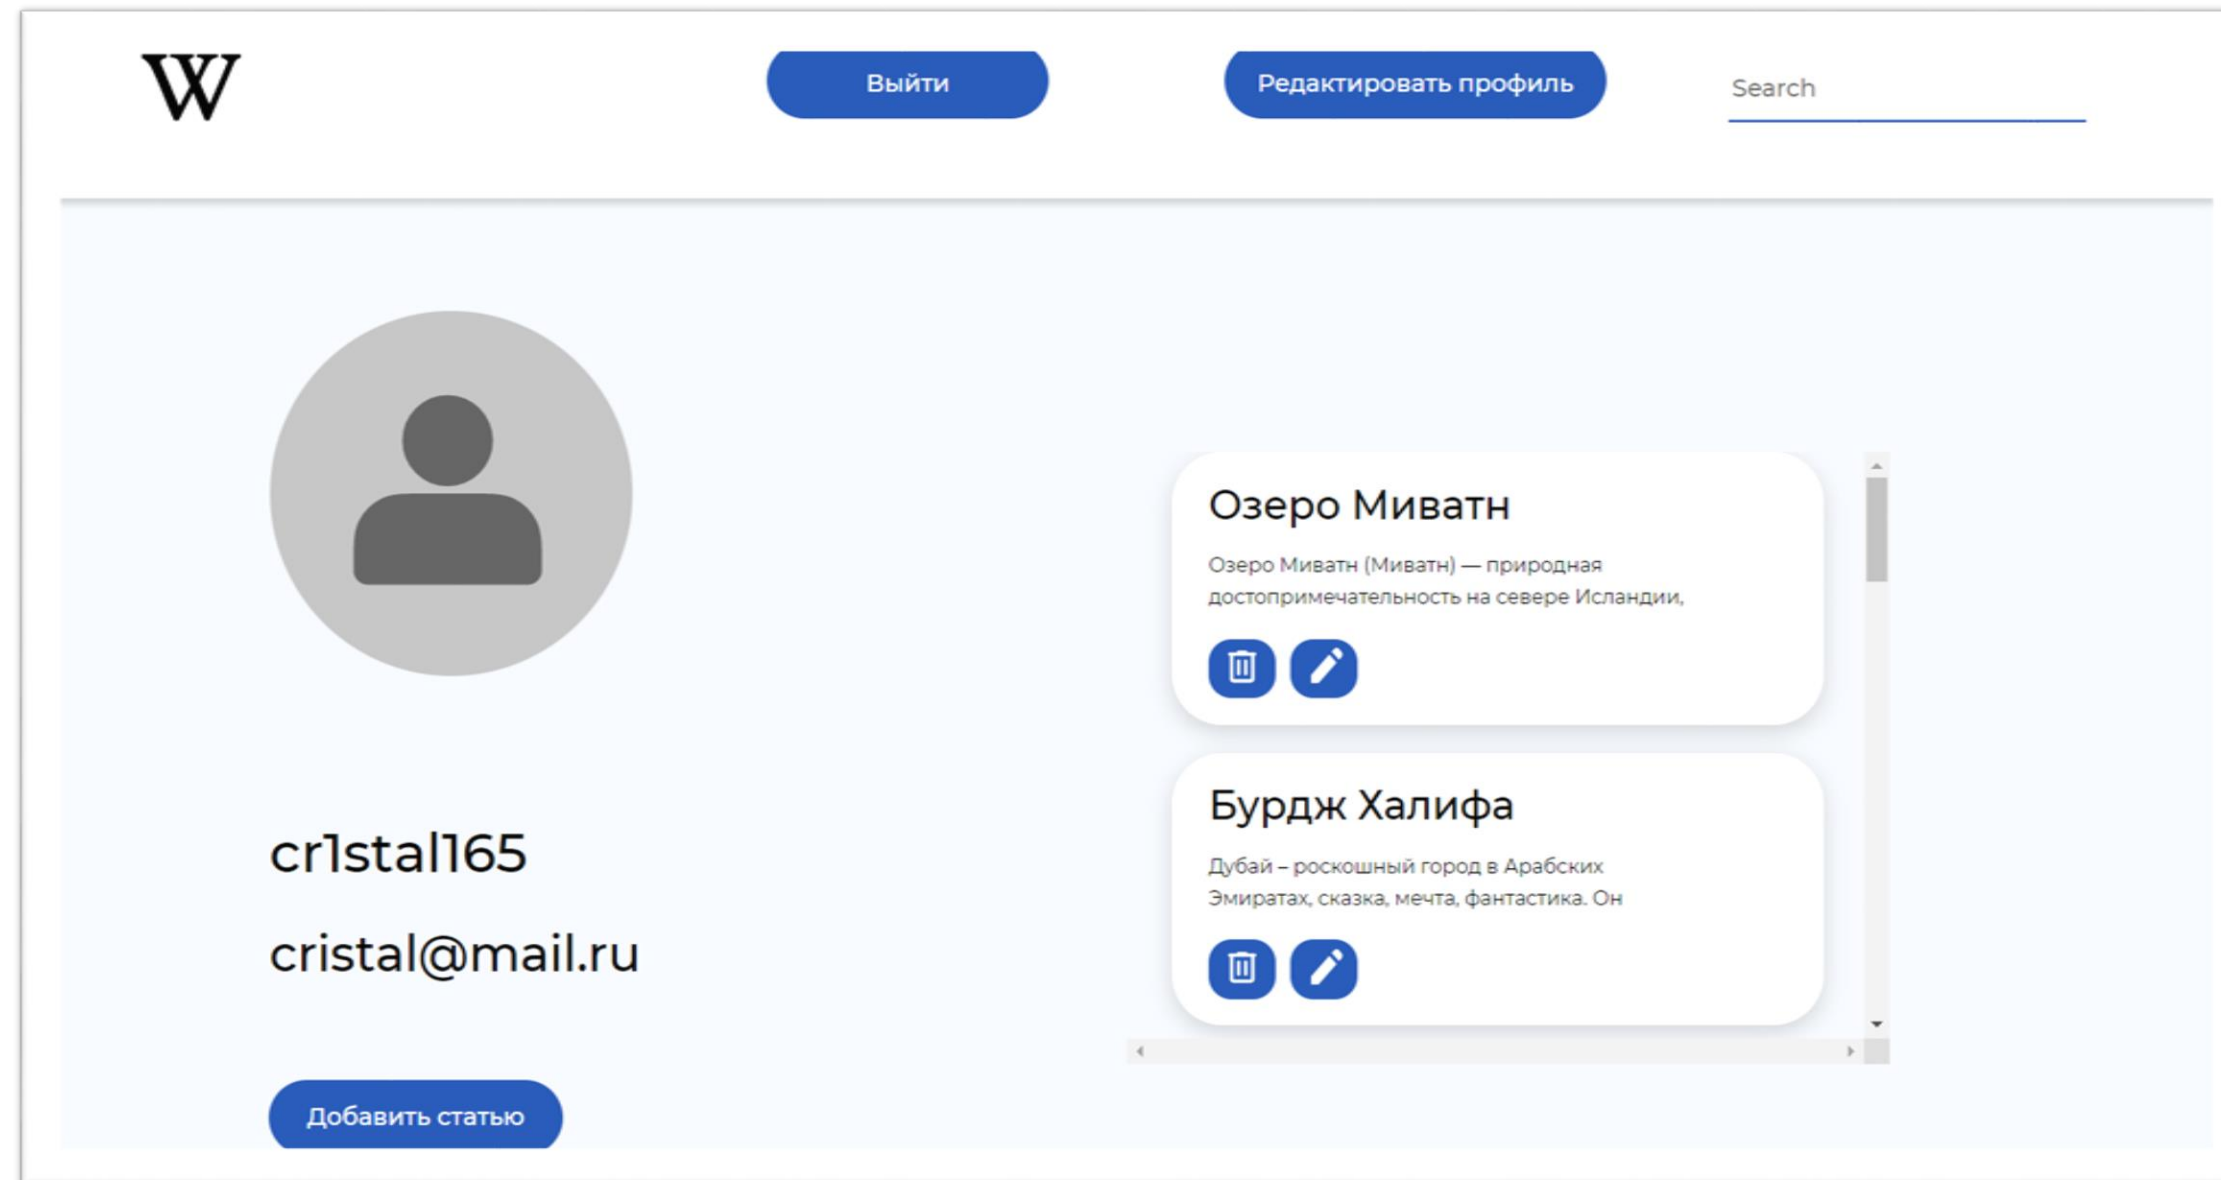 W
Выйти
Редактировать профиль
Search
cr1stal165
cristal@mail.ru
Добавить статью
Озеро Миватн
Озеро Миватн (Миватн) — природная
достопримечательность на севере Исландии,
Бурдж Халифа
Дубай – роскошный город в Арабских
Эмиратах, сказка, мечта, фантастика. Он